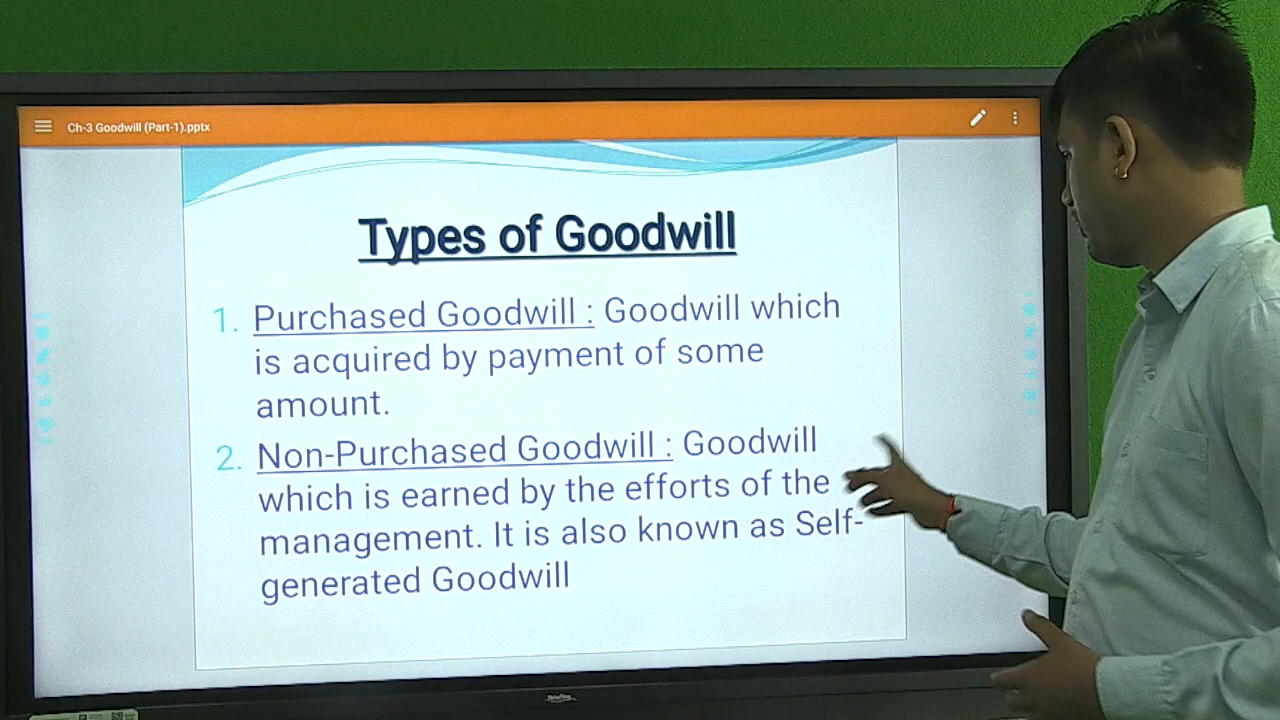 Ch-3 Goodwill (Part-1).pptx
Types of Goodwill
1. Purchased Goodwill : Goodwill which
is acquired by payment of some
amount.
2. Non-Purchased Goodwill : Goodwill
which is earned by the efforts of the
management. It is also known as Self-
generated Goodwill